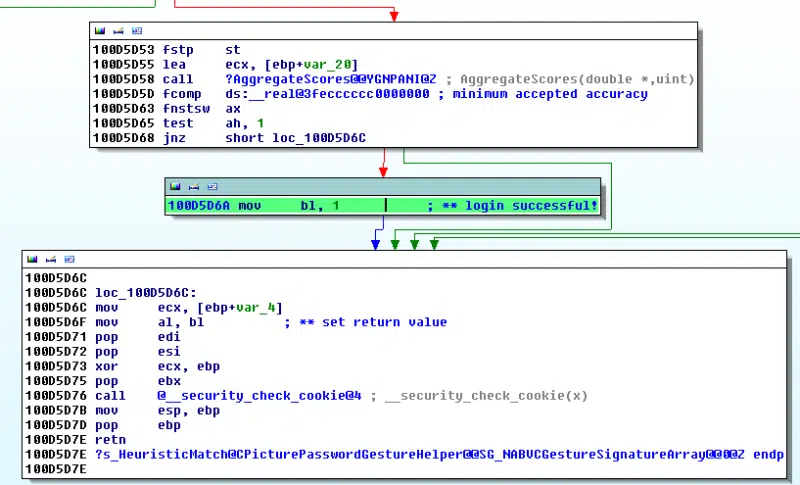 100D5D53 fstp st
100D5D55 lea ecx, [ebp+var_20]
100D5D58 call ?AggregateScores@@YGNPANI@Z ; AggregateScores(double *,uint)
100D5D5D fcomp ds:__real@3fecccccc0000000 ; minimum accepted accuracy
100D5D63 fnstsw ax
100D5D65 test ah, 1
100D5D68 jnz short loc_100D5D6C
100D5D6A mov bl, 1 ; ** login successful!
100D5D6C
100D5D6C loc_100D5D6C:
100D5D6C mov ecx, [ebp+var_4]
100D5D6F mov al, bl ; ** set return value
100D5D71 pop edi
100D5D72 pop esi
100D5D73 xor ecx, ebp
100D5D75 pop ebx
100D5D76 call @__security_check_cookie@4 ; __security_check_cookie(x)
100D5D7B mov esp, ebp
100D5D7D pop ebp
100D5D7E retn
100D5D7E ?s_HeuristicMatch@CPicturePasswordGestureHelper@@SG_NABVCGestureSignatureArray@@0@Z endp
100D5D7E